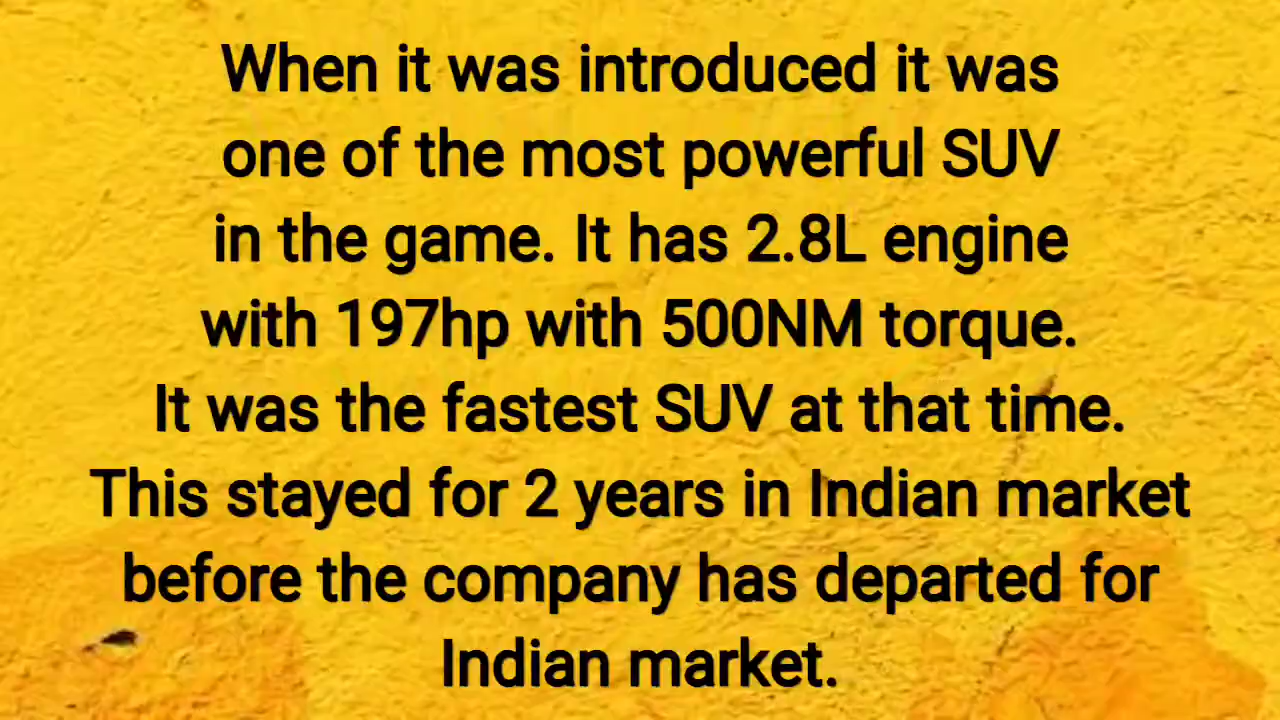 When it was introduced it was
one of the most powerful SUV
in the game. It has 2.8L engine
with 197hp with 500NM torque.
It was the fastest SUV at that time.
This stayed for 2 years in Indian market
before the company has departed for
Indian market.